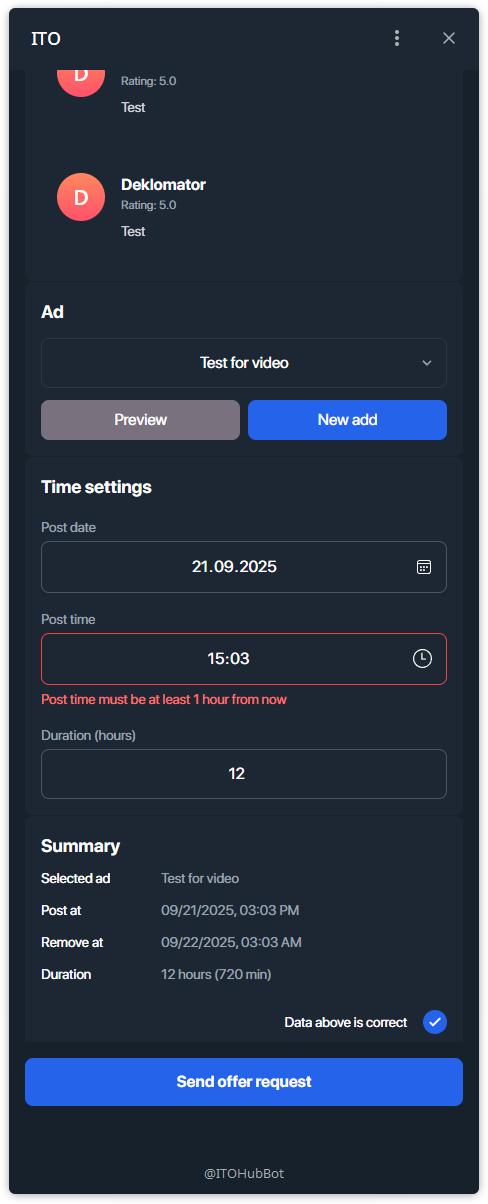 ITO
D
Rating: 5.0
Test
D
Deklomator
Rating: 5.0
Test
Ad
Test for video
Preview
New add
Time settings
Post date
21.09.2025
Post time
15:03
Post time must be at least 1 hour from now
Duration (hours)
12
Summary
Selected ad Test for video
Post at 09/21/2025, 03:03 PM
Remove at 09/22/2025, 03:03 AM
Duration 12 hours (720 min)
Data above is correct
Send offer request
@ITOHubBot